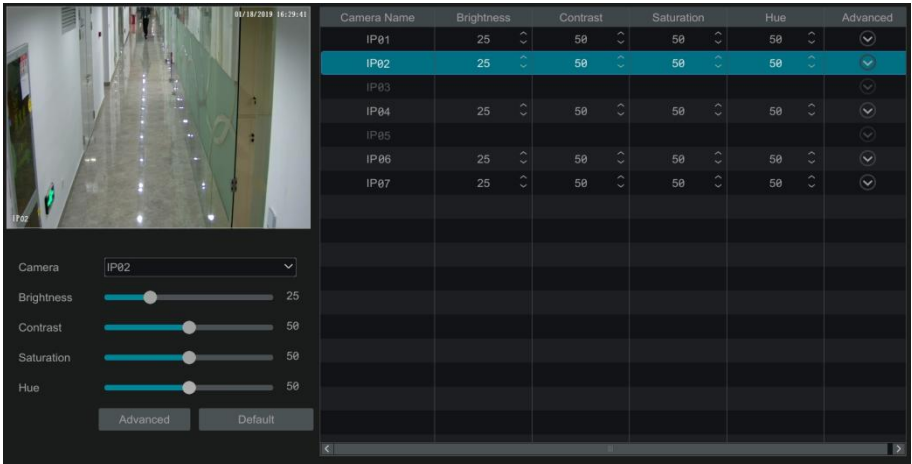 01/18/2019 16:29:41
IP02
Camera IP02
Brightness 25
Contrast 50
Saturation 50
Hue 50
Advanced Default
Camera Name Brightness Contrast Saturation Hue Advanced
IP01 25 50 50 50
IP02 25 50 50 50
IP03
IP04 25 50 50 50
IP05
IP06 25 50 50 50
IP07 25 50 50 50